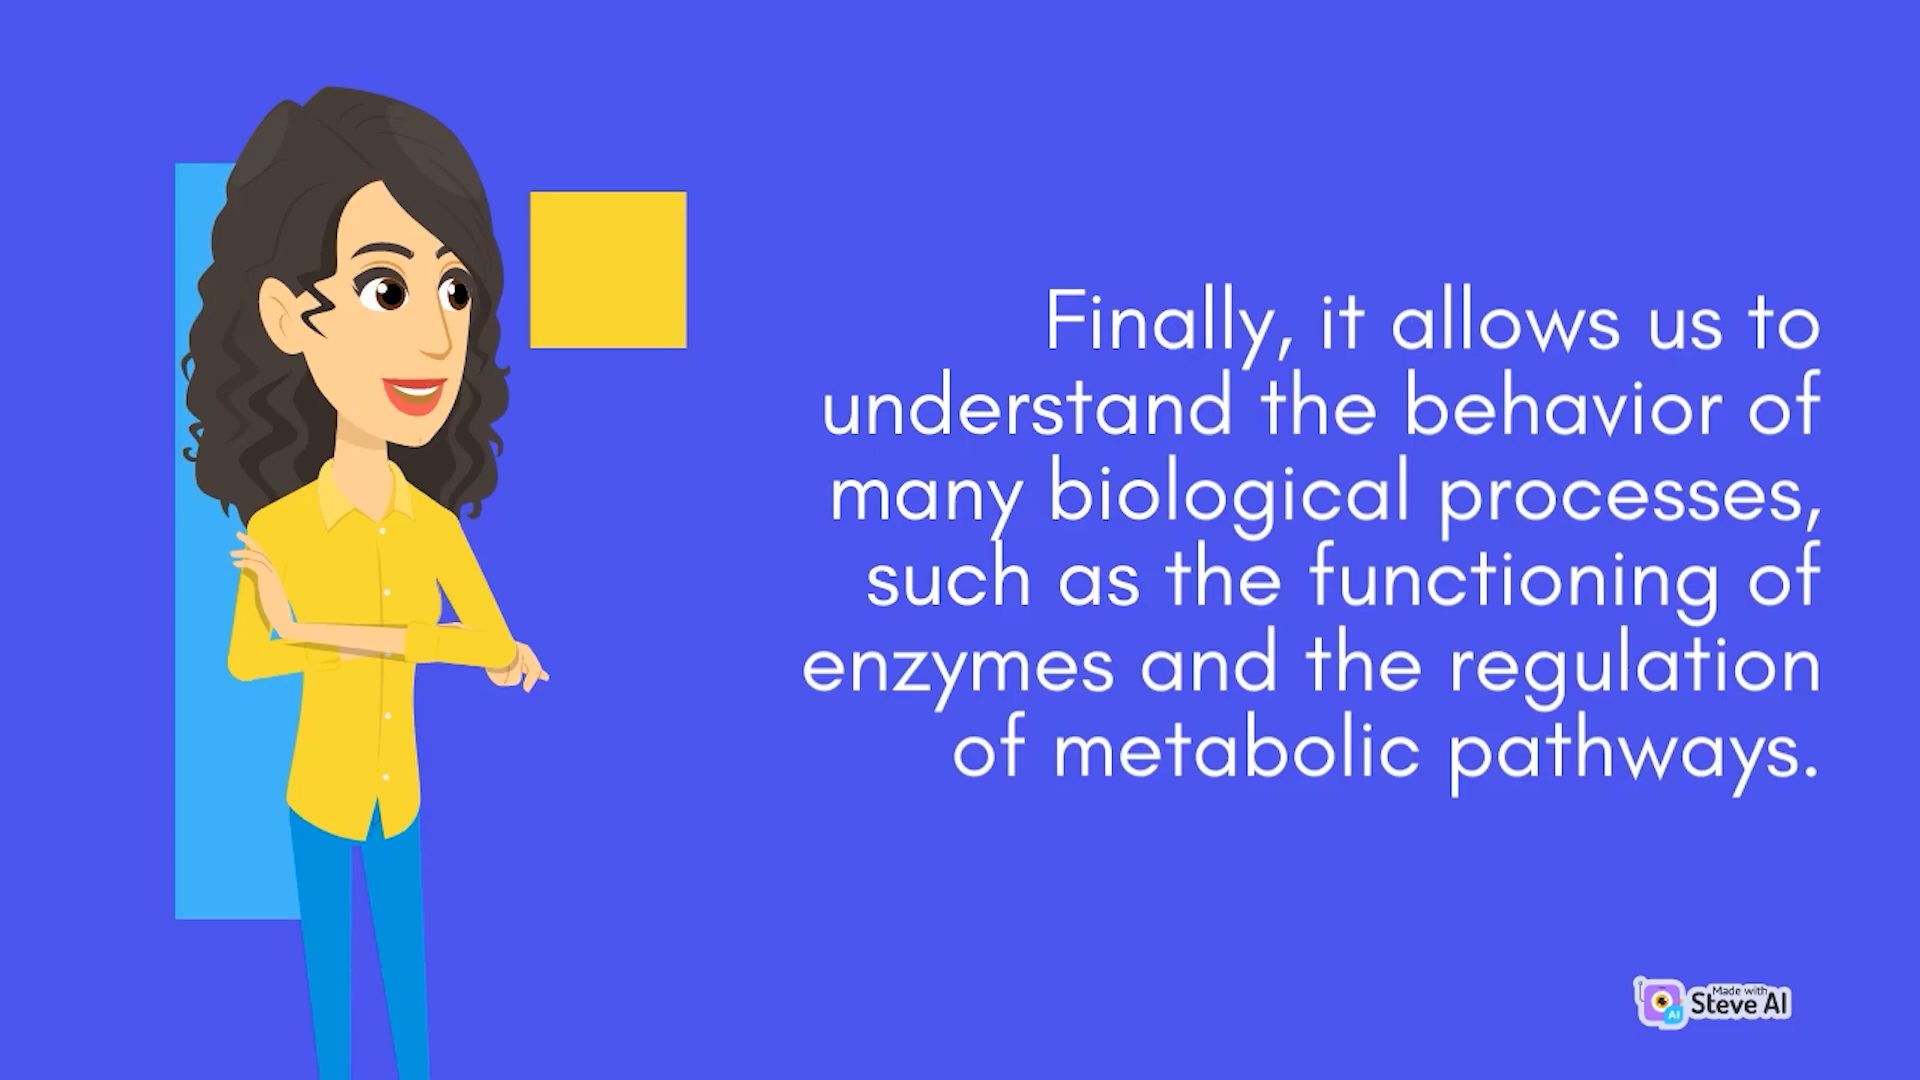 Finally, it allows us to
understand the behavior of
many biological processes,
such as the functioning of
enzymes and the regulation
of metabolic pathways.
Made with
Steve AI
AI